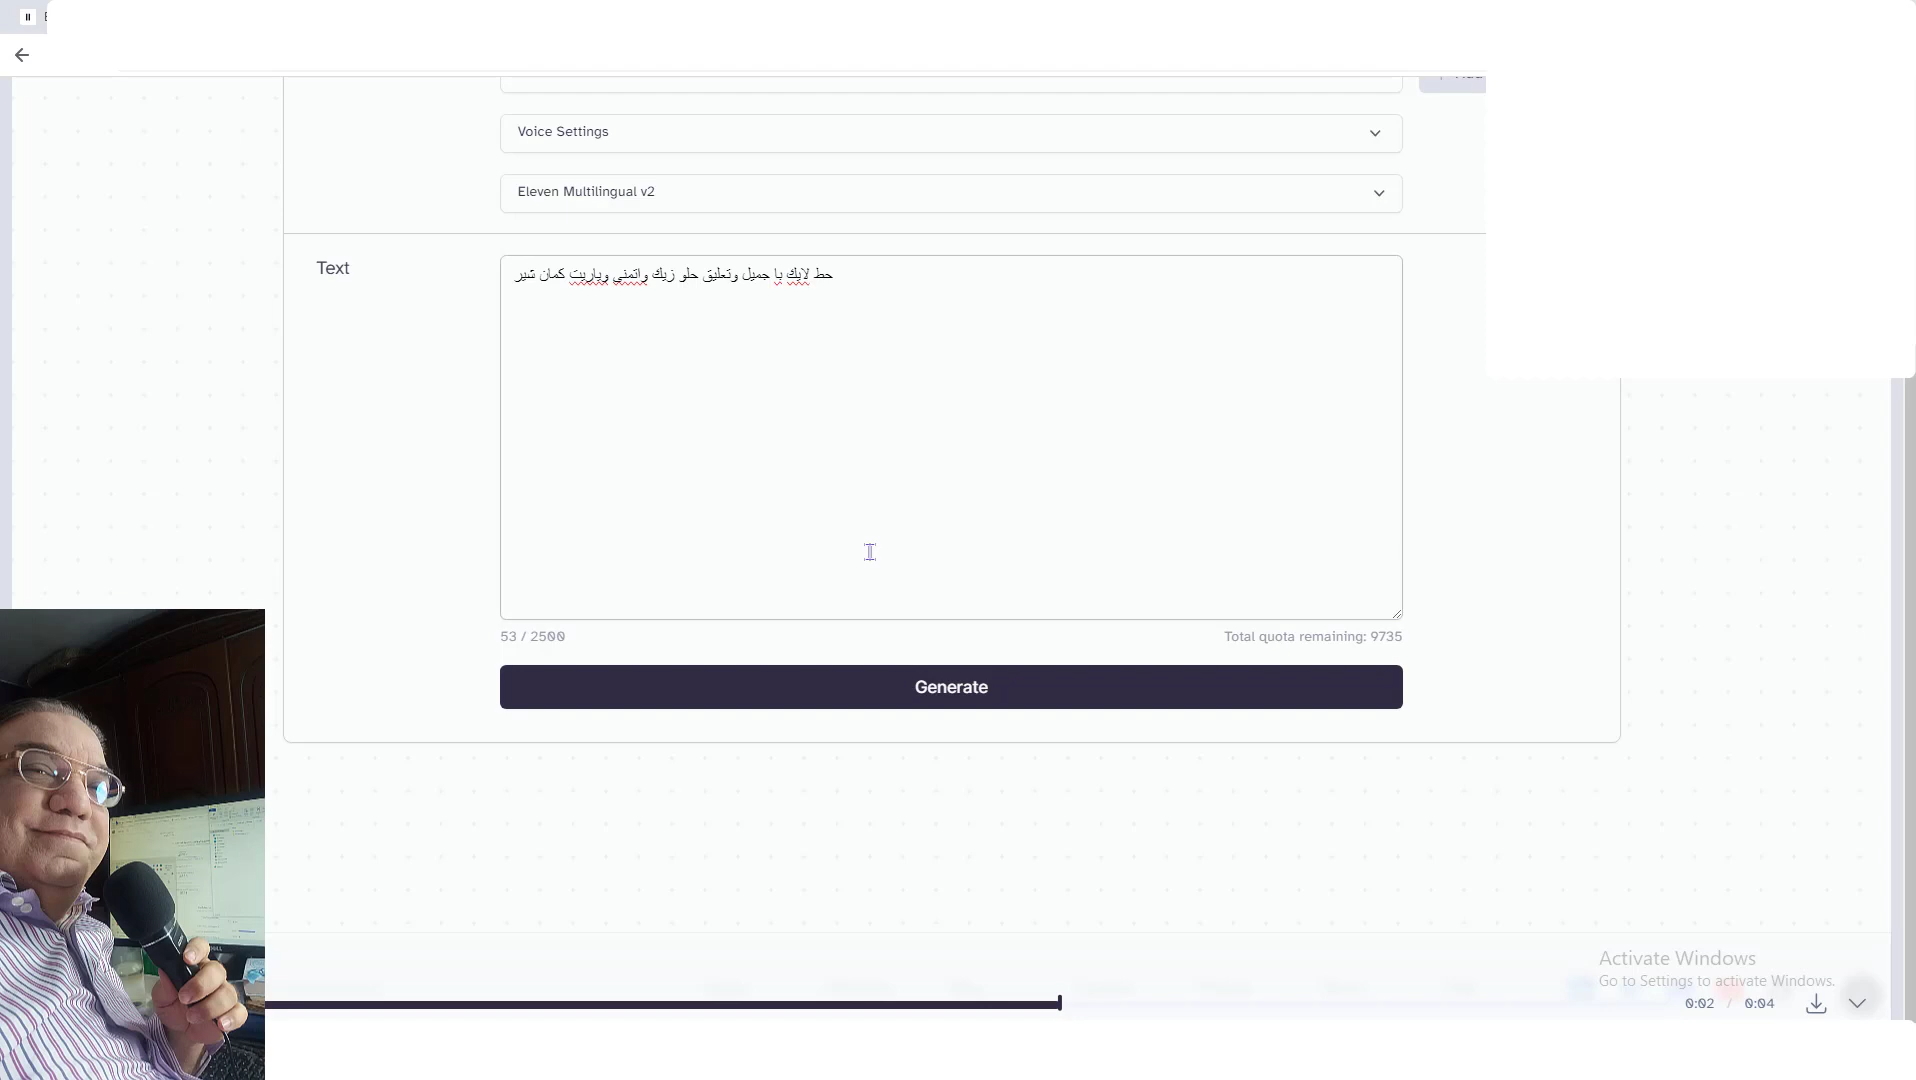 Voice Settings
Eleven Multilingual v2
Text
حط لايك يا جميل وتعليق حلو زيك واتمني وياريت كمان شير
53 / 2500
Total quota remaining: 9735
Generate
Activate Windows
Go to Settings to activate Windows.
0:02 / 0:04